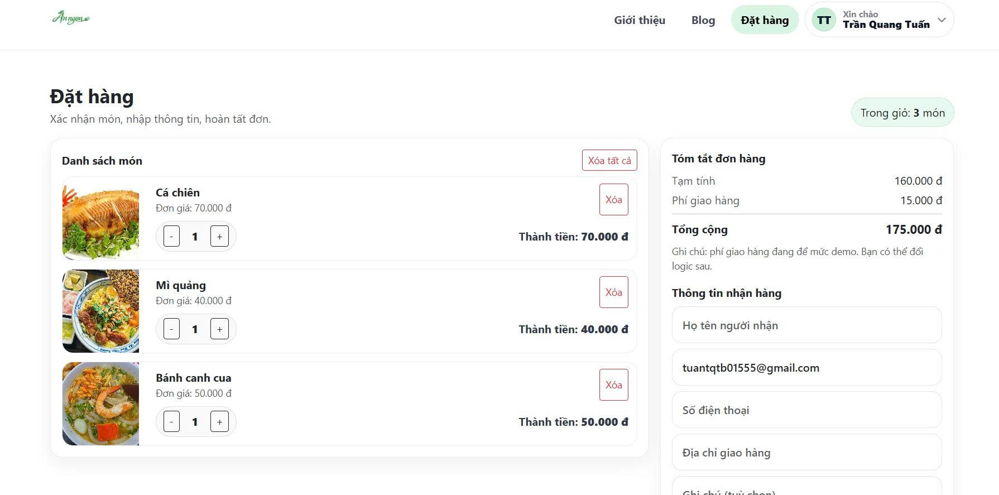 Ăn ngon
Giới thiệu
Blog
Đặt hàng
TT
Xin chào
Trần Quang Tuấn
Đặt hàng
Xác nhận món, nhập thông tin, hoàn tất đơn.
Trong giỏ: 3 món
Danh sách món
Xóa tất cả
Cá chiên
Đơn giá: 70.000 đ
Xóa
- 1 +
Thành tiền: 70.000 đ
Mì quảng
Đơn giá: 40.000 đ
Xóa
- 1 +
Thành tiền: 40.000 đ
Bánh canh cua
Đơn giá: 50.000 đ
Xóa
- 1 +
Thành tiền: 50.000 đ
Tóm tắt đơn hàng
Tạm tính 160.000 đ
Phí giao hàng 15.000 đ
Tổng cộng 175.000 đ
Ghi chú: phí giao hàng đang để mức demo. Bạn có thể đổi
logic sau.
Thông tin nhận hàng
Họ tên người nhận
tuantqtb01555@gmail.com
Số điện thoại
Địa chỉ giao hàng
Ghi chú (tuỳ chọn)